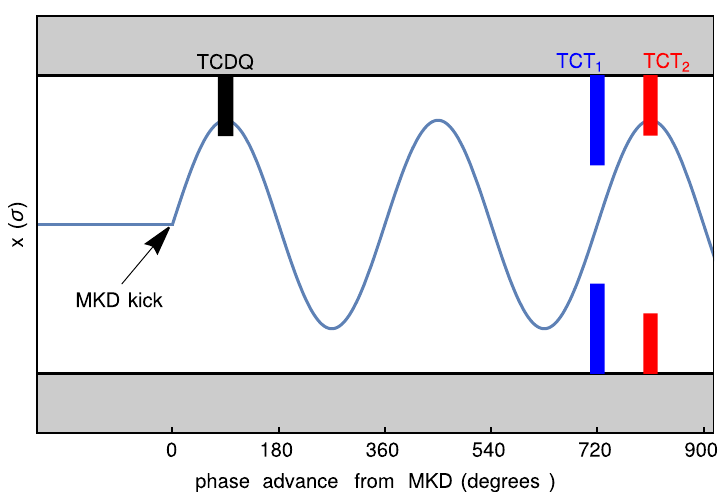 TCDQ
TCT₁
TCT₂
x (σ)
MKD kick
0 180 360 540 720 900
phase advance from MKD (degrees )